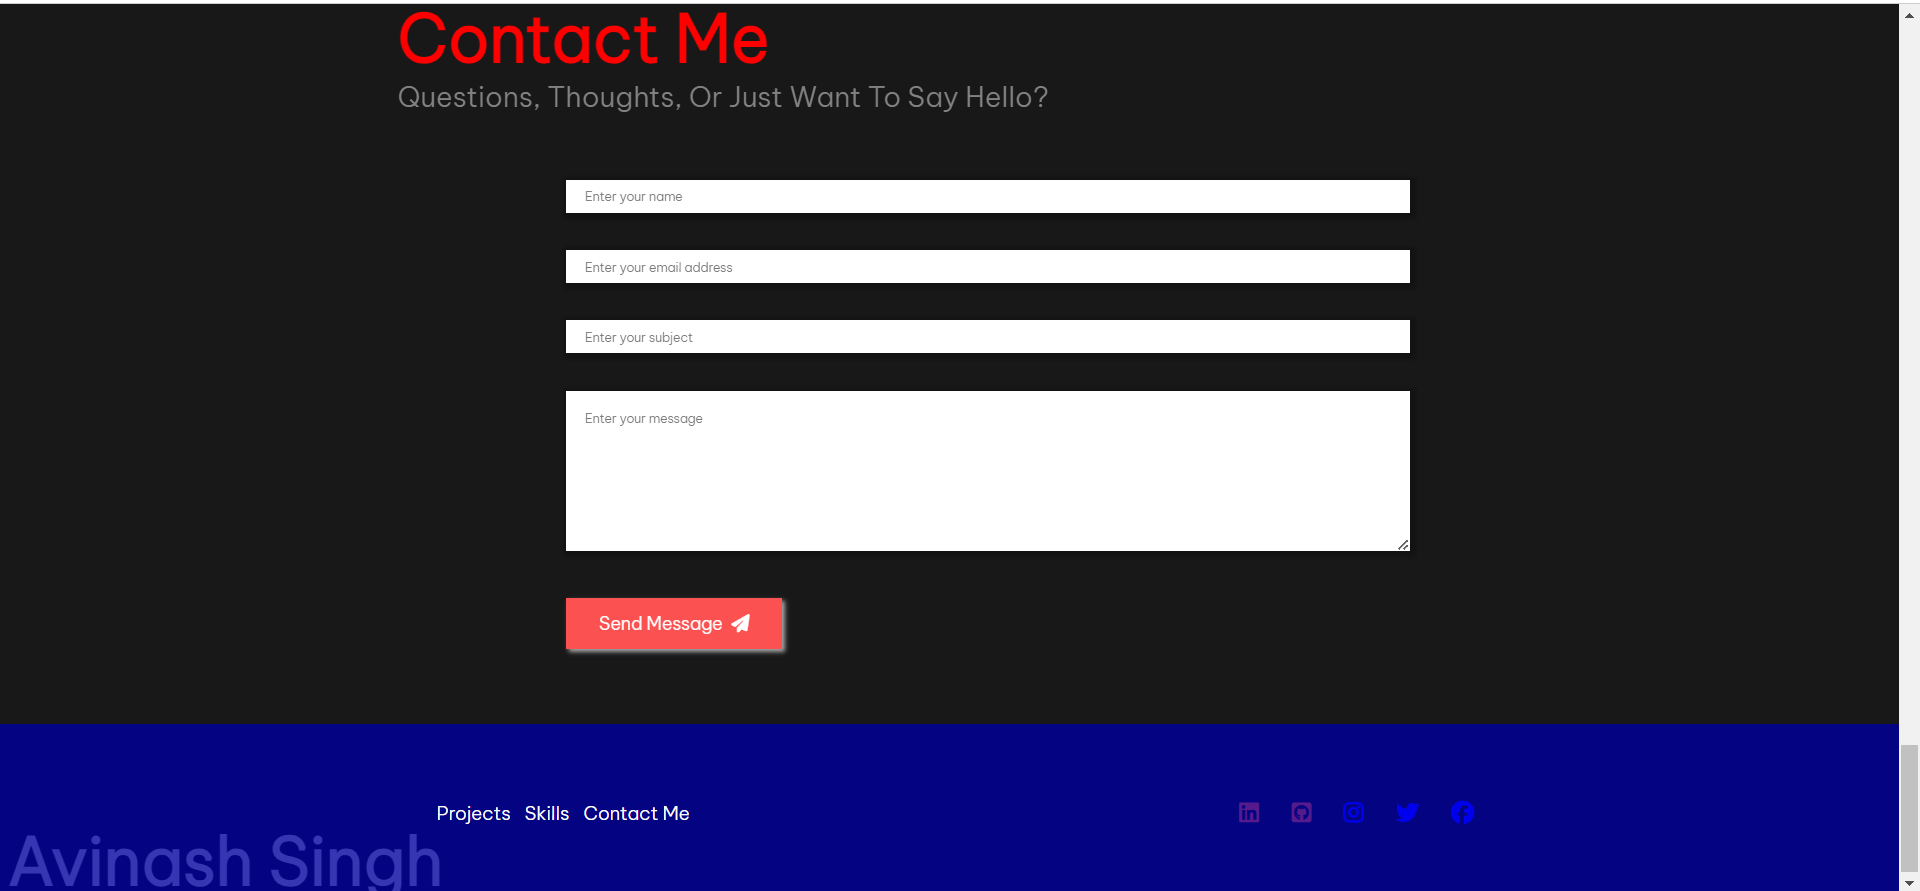 Contact Me
Questions, Thoughts, Or Just Want To Say Hello?
Enter your name
Enter your email address
Enter your subject
Enter your message
Send Message
Projects Skills Contact Me
Avinash Singh